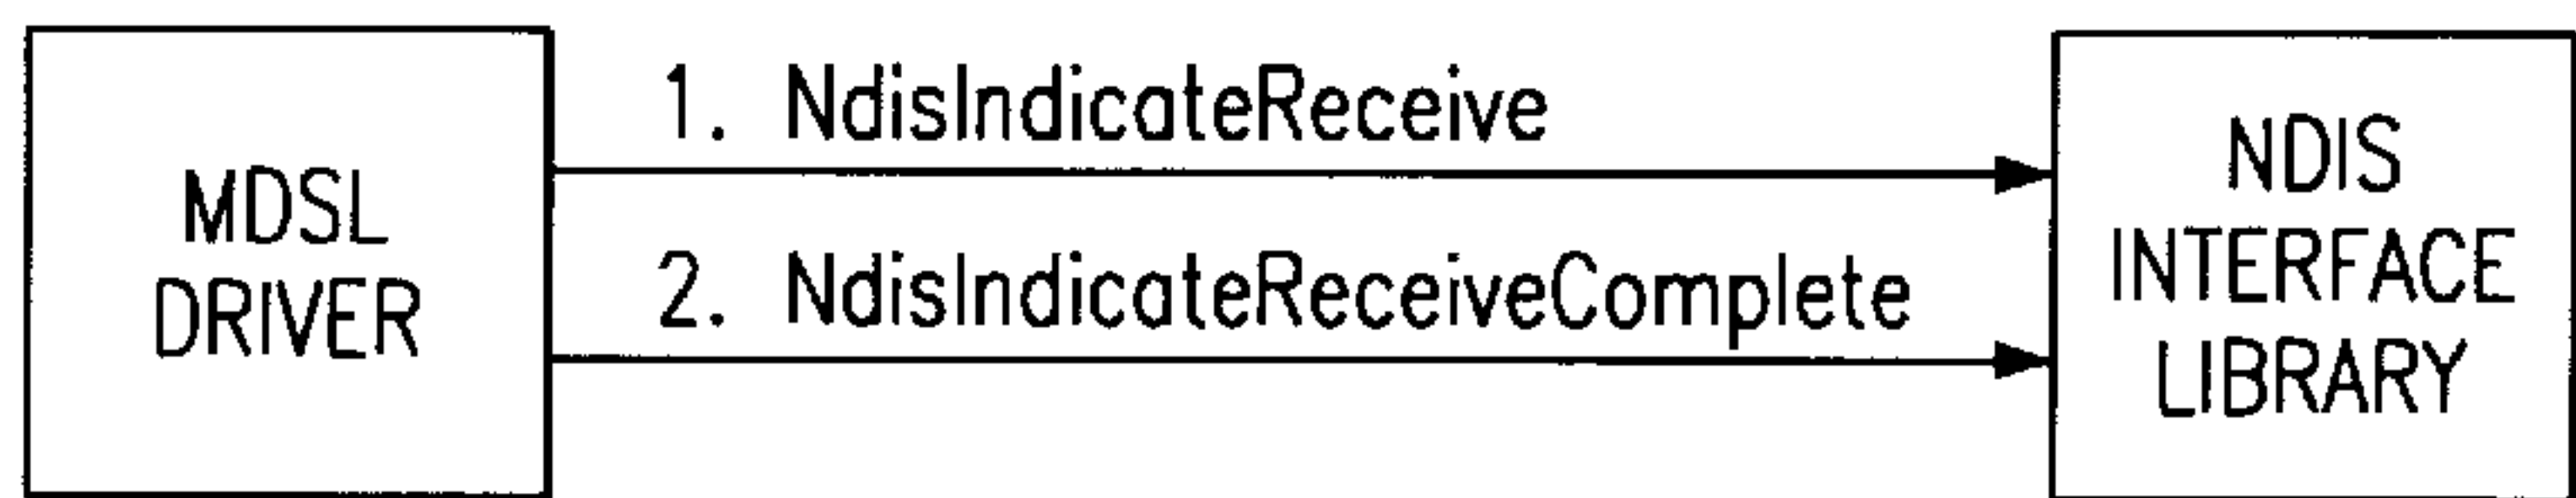 MDSL
DRIVER
1. NdisIndicateReceive
2. NdisIndicateReceiveComplete
NDIS
INTERFACE
LIBRARY